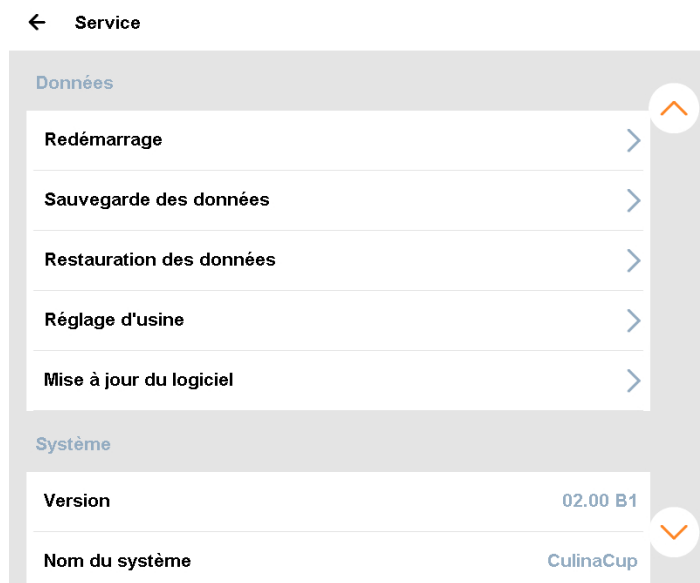 Service
Données
Redémarrage
Sauvegarde des données
Restauration des données
Réglage d'usine
Mise à jour du logiciel
Système
Version 02.00 B1
Nom du système CulinaCup